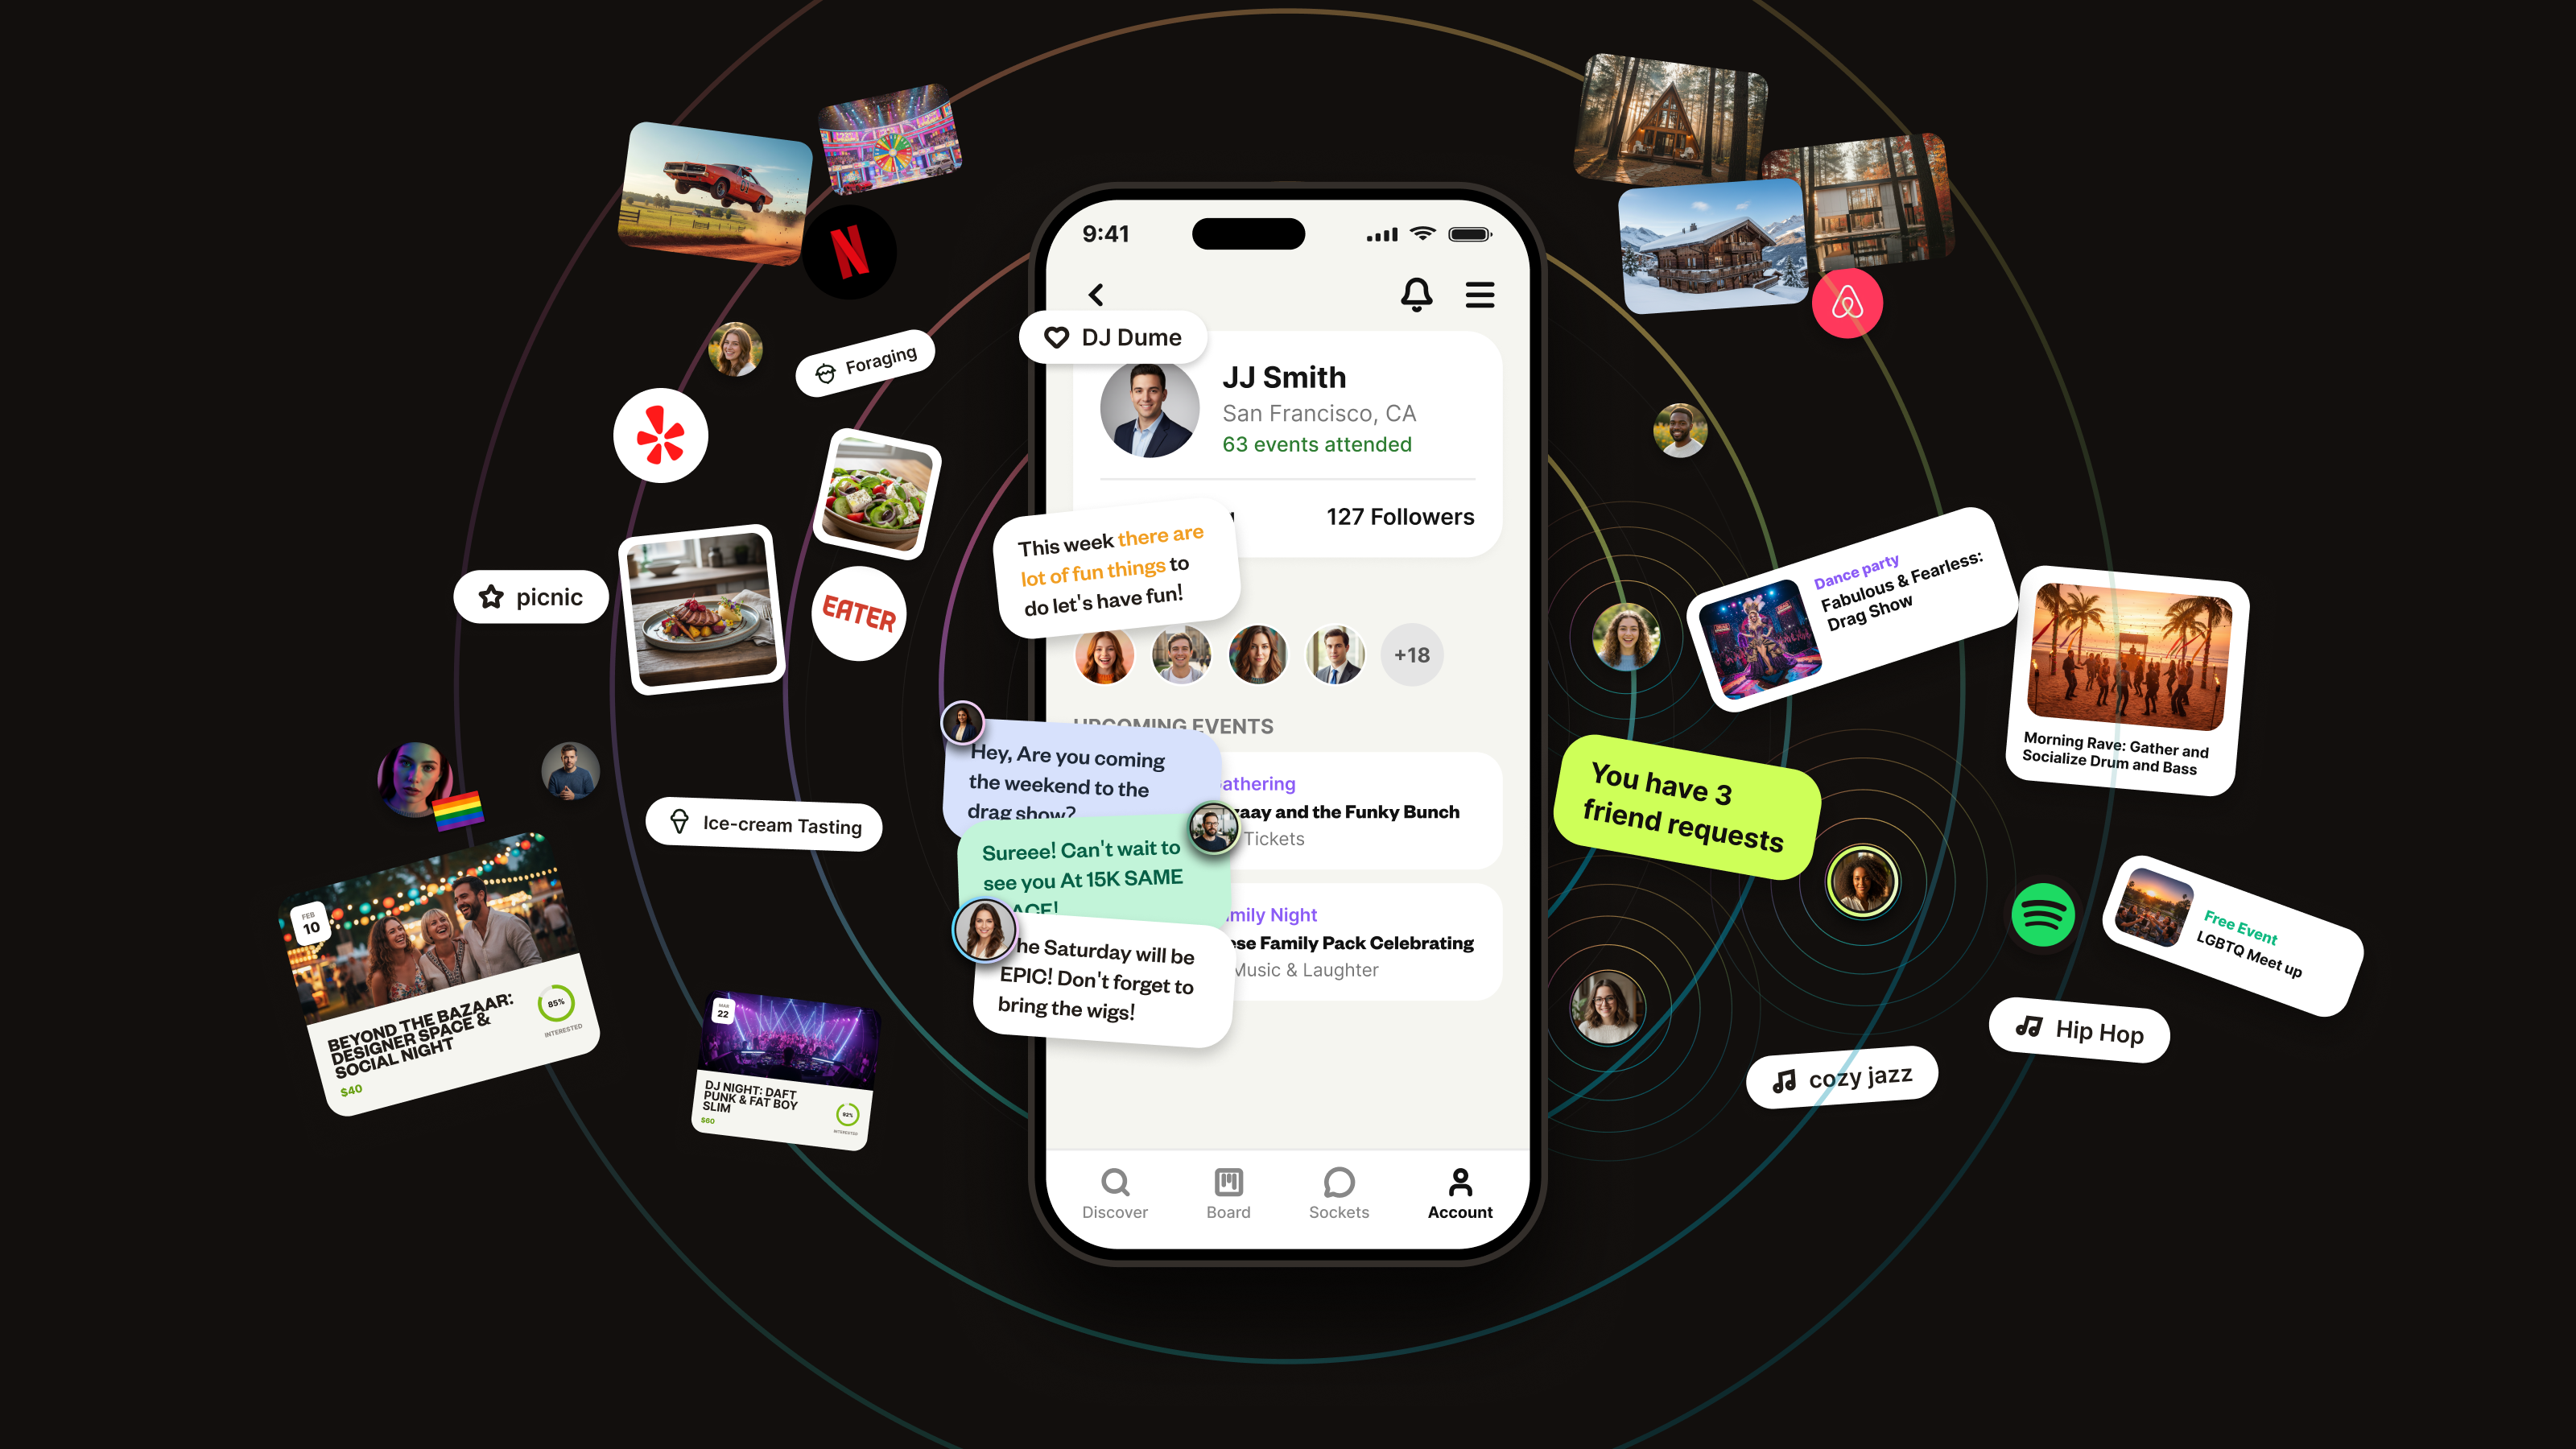 9:41
DJ Dume
JJ Smith
San Francisco, CA
63 events attended
127 Followers
This week there are
lot of fun things to
do let's have fun!
+18
UPCOMING EVENTS
Hey, Are you coming
the weekend to the
drag show?
Sureee! Can't wait to
see you At 15K SAME
ACE!
he Saturday will be
EPIC! Don't forget to
bring the wigs!
athering
raay and the Funky Bunch
Tickets
mily Night
ese Family Pack Celebrating
Music & Laughter
Discover
Board
Sockets
Account
N
Foraging
picnic
EATER
Ice-cream Tasting
FEB
10
BEYOND THE BAZAAR:
DESIGNER SPACE &
SOCIAL NIGHT
$40
85%
INTERESTED
MAR
22
DJ NIGHT: DAFT
PUNK & FAT BOY
SLIM
$60
92%
INTERESTED
Dance party
Fabulous & Fearless:
Drag Show
Morning Rave: Gather and
Socialize Drum and Bass
You have 3
friend requests
Free Event
LGBTQ Meet up
Hip Hop
cozy jazz